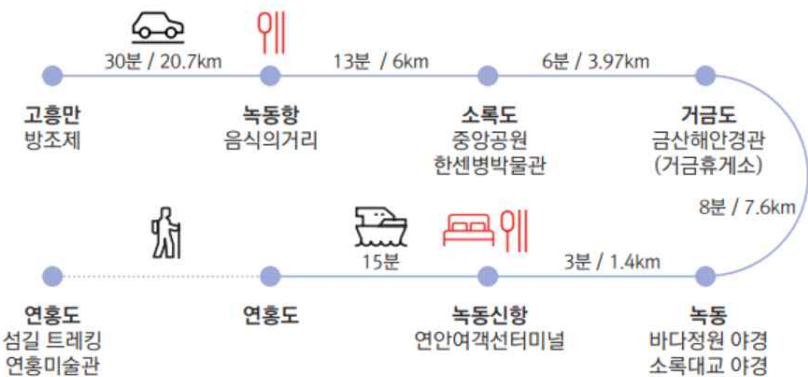 30분 / 20.7km
13분 / 6km
6분 / 3.97km
고흥만
방조제
녹동항
음식의거리
소록도
중앙공원
한센병박물관
거금도
금산해안경관
(거금휴게소)
8분 / 7.6km
15분
3분 / 1.4km
연홍도
섬길 트레킹
연홍미술관
연홍도
녹동신항
연안여객선터미널
녹동
바다정원 야경
소록대교 야경